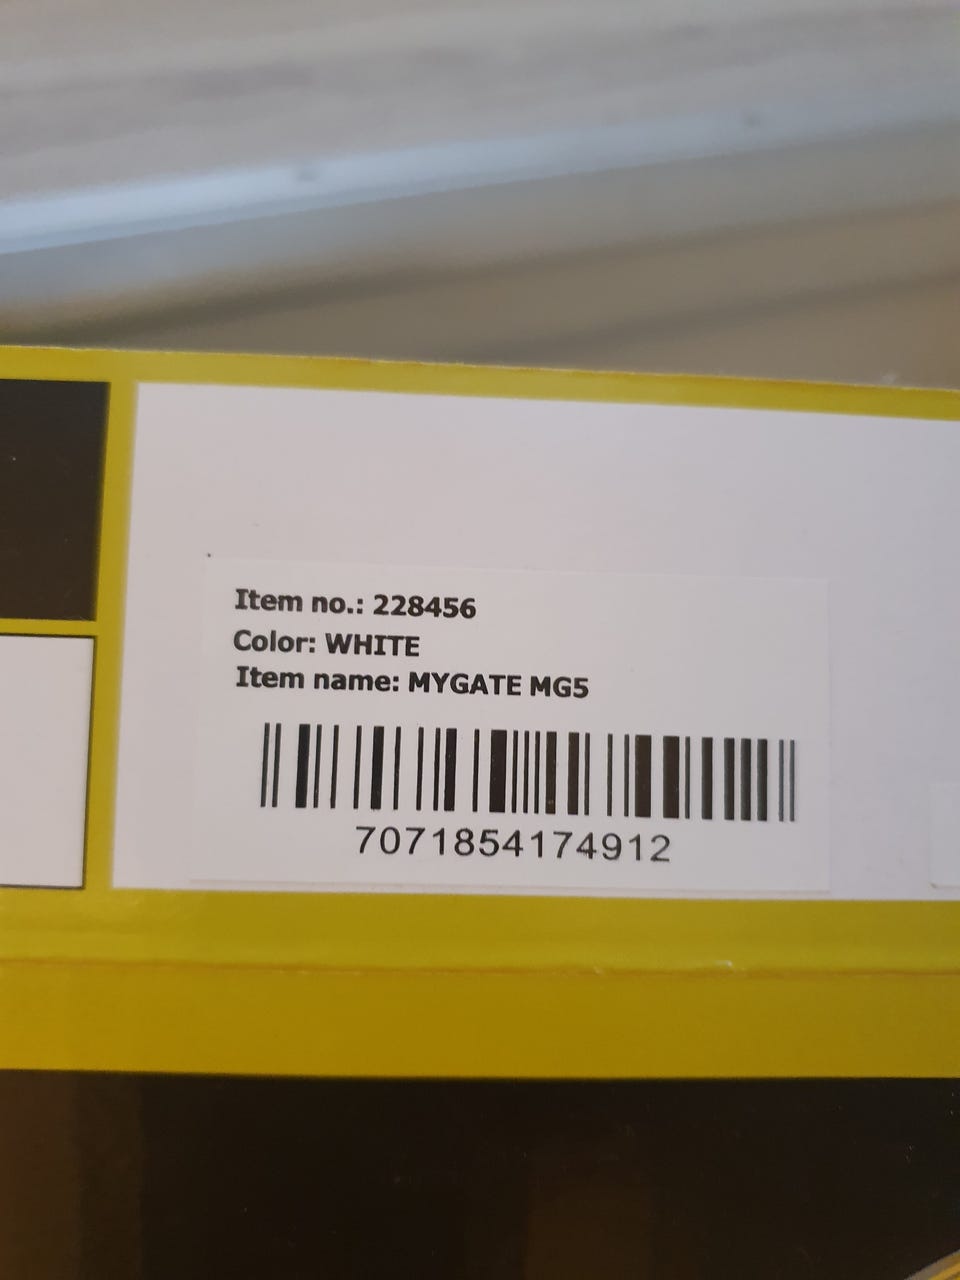 Item no.: 228456
Color: WHITE
Item name: MYGATE MG5
7071854174912